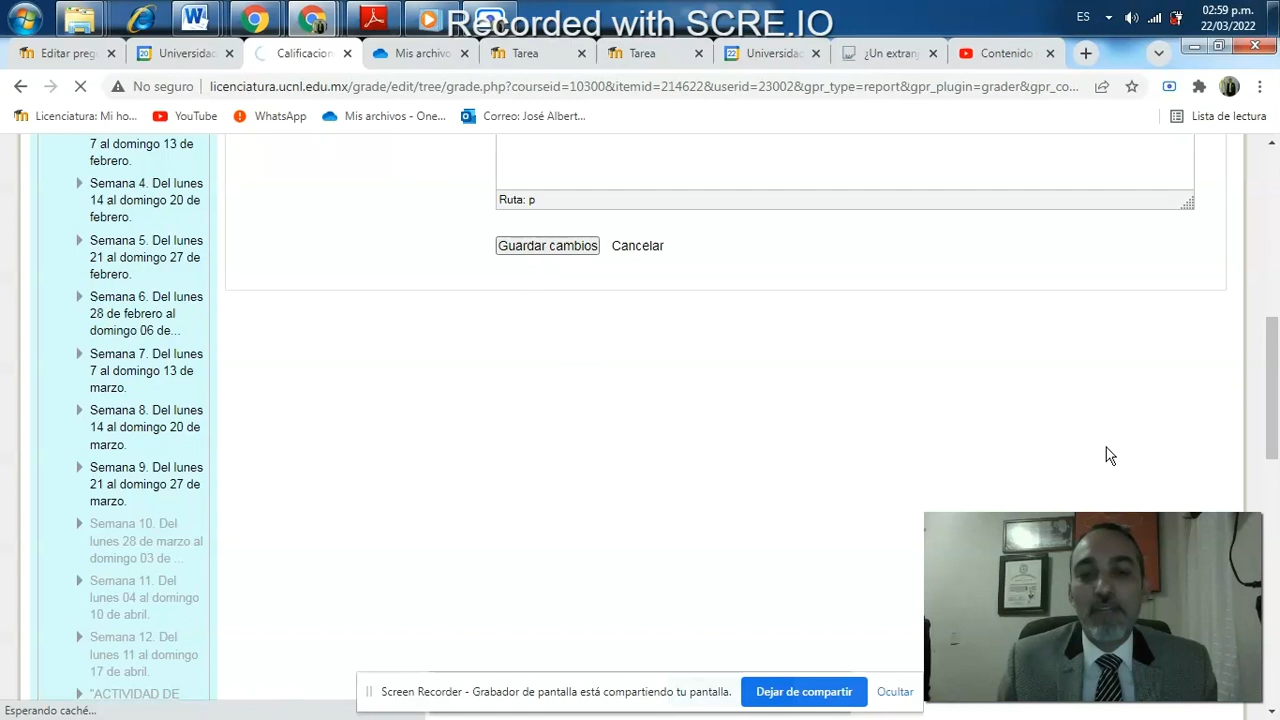 Recorded with SCRE.IO
ES
02:59 p.m.
22/03/2022
Editar preg
Universidac
Calificacion
Mis archivo
Tarea
Tarea
Universidac
¿Un extran
Contenido
No seguro
licenciatura.ucnl.edu.mx/grade/edit/tree/grade.php?courseid=10300&itemid=214622&userid=23002&gpr_type=report&gpr_plugin=grader&gpr_co...
Licenciatura: Mi ho...
YouTube
WhatsApp
Mis archivos - One...
Correo: José Albert...
Lista de lectura
7 al domingo 13 de
febrero.
Semana 4. Del lunes
14 al domingo 20 de
febrero.
Semana 5. Del lunes
21 al domingo 27 de
febrero.
Semana 6. Del lunes
28 de febrero al
domingo 06 de...
Semana 7. Del lunes
7 al domingo 13 de
marzo.
Semana 8. Del lunes
14 al domingo 20 de
marzo.
Semana 9. Del lunes
21 al domingo 27 de
marzo.
Semana 10. Del
lunes 28 de marzo al
domingo 03 de ...
Semana 11. Del
lunes 04 al domingo
10 de abril.
Semana 12. Del
lunes 11 al domingo
17 de abril.
"ACTIVIDAD DE
Ruta: p
Guardar cambios
Cancelar
Screen Recorder - Grabador de pantalla está compartiendo tu pantalla.
Dejar de compartir
Ocultar
Esperando caché...